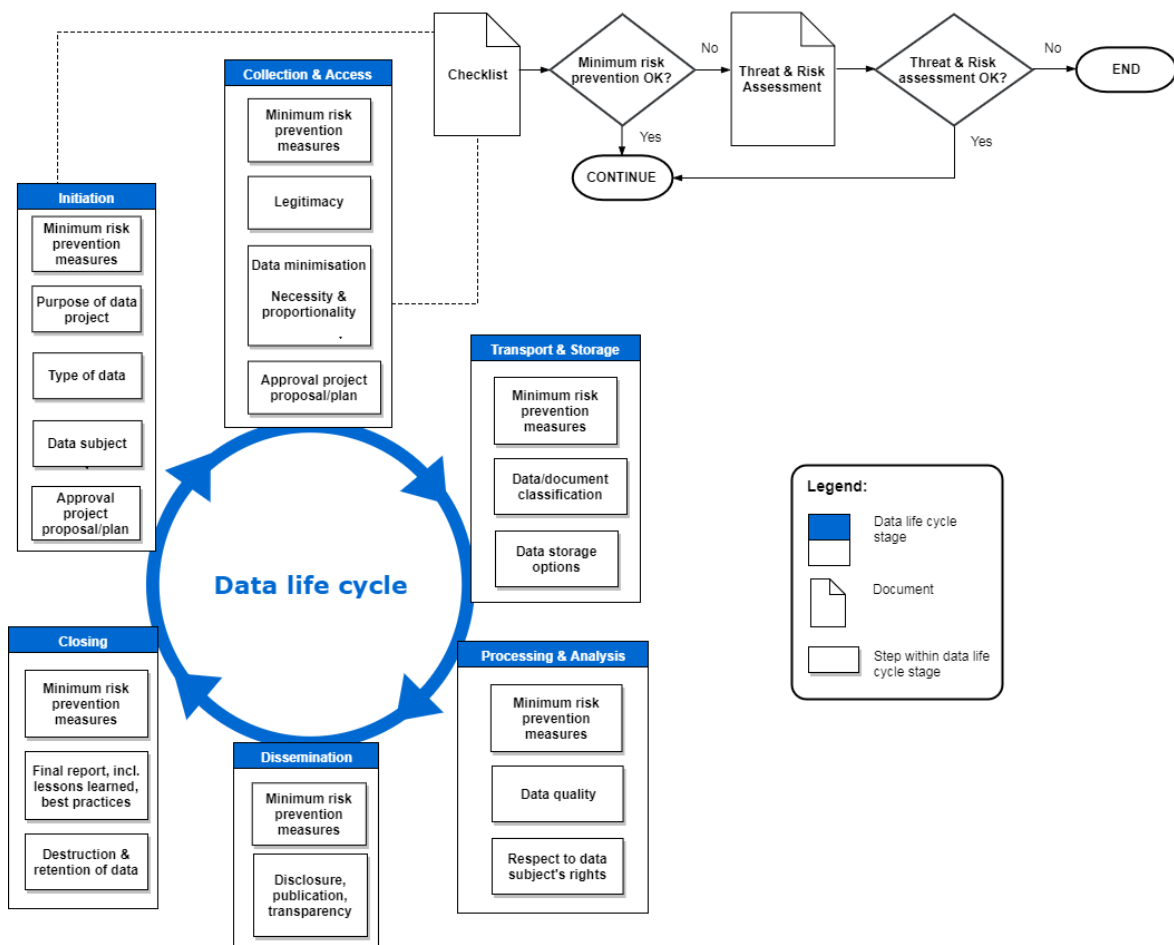 Checklist
Minimum risk
prevention OK?
No
Threat & Risk
Assessment
Threat & Risk
assessment OK?
No
END
Yes
Yes
CONTINUE
Initiation
Minimum risk
prevention
measures
Purpose of data
project
Type of data
Data subject
Approval
project
proposal/plan
Collection & Access
Minimum risk
prevention
measures
Legitimacy
Data minimisation
Necessity &
proportionality
Approval project
proposal/plan
Transport & Storage
Minimum risk
prevention
measures
Data/document
classification
Data storage
options
Data life cycle
Processing & Analysis
Minimum risk
prevention
measures
Data quality
Respect to data
subject's rights
Dissemination
Minimum risk
prevention
measures
Disclosure,
publication,
transparency
Closing
Minimum risk
prevention
measures
Final report, incl.
lessons learned,
best practices
Destruction &
retention of data
Legend:
Data life cycle
stage
Document
Step within data life
cycle stage